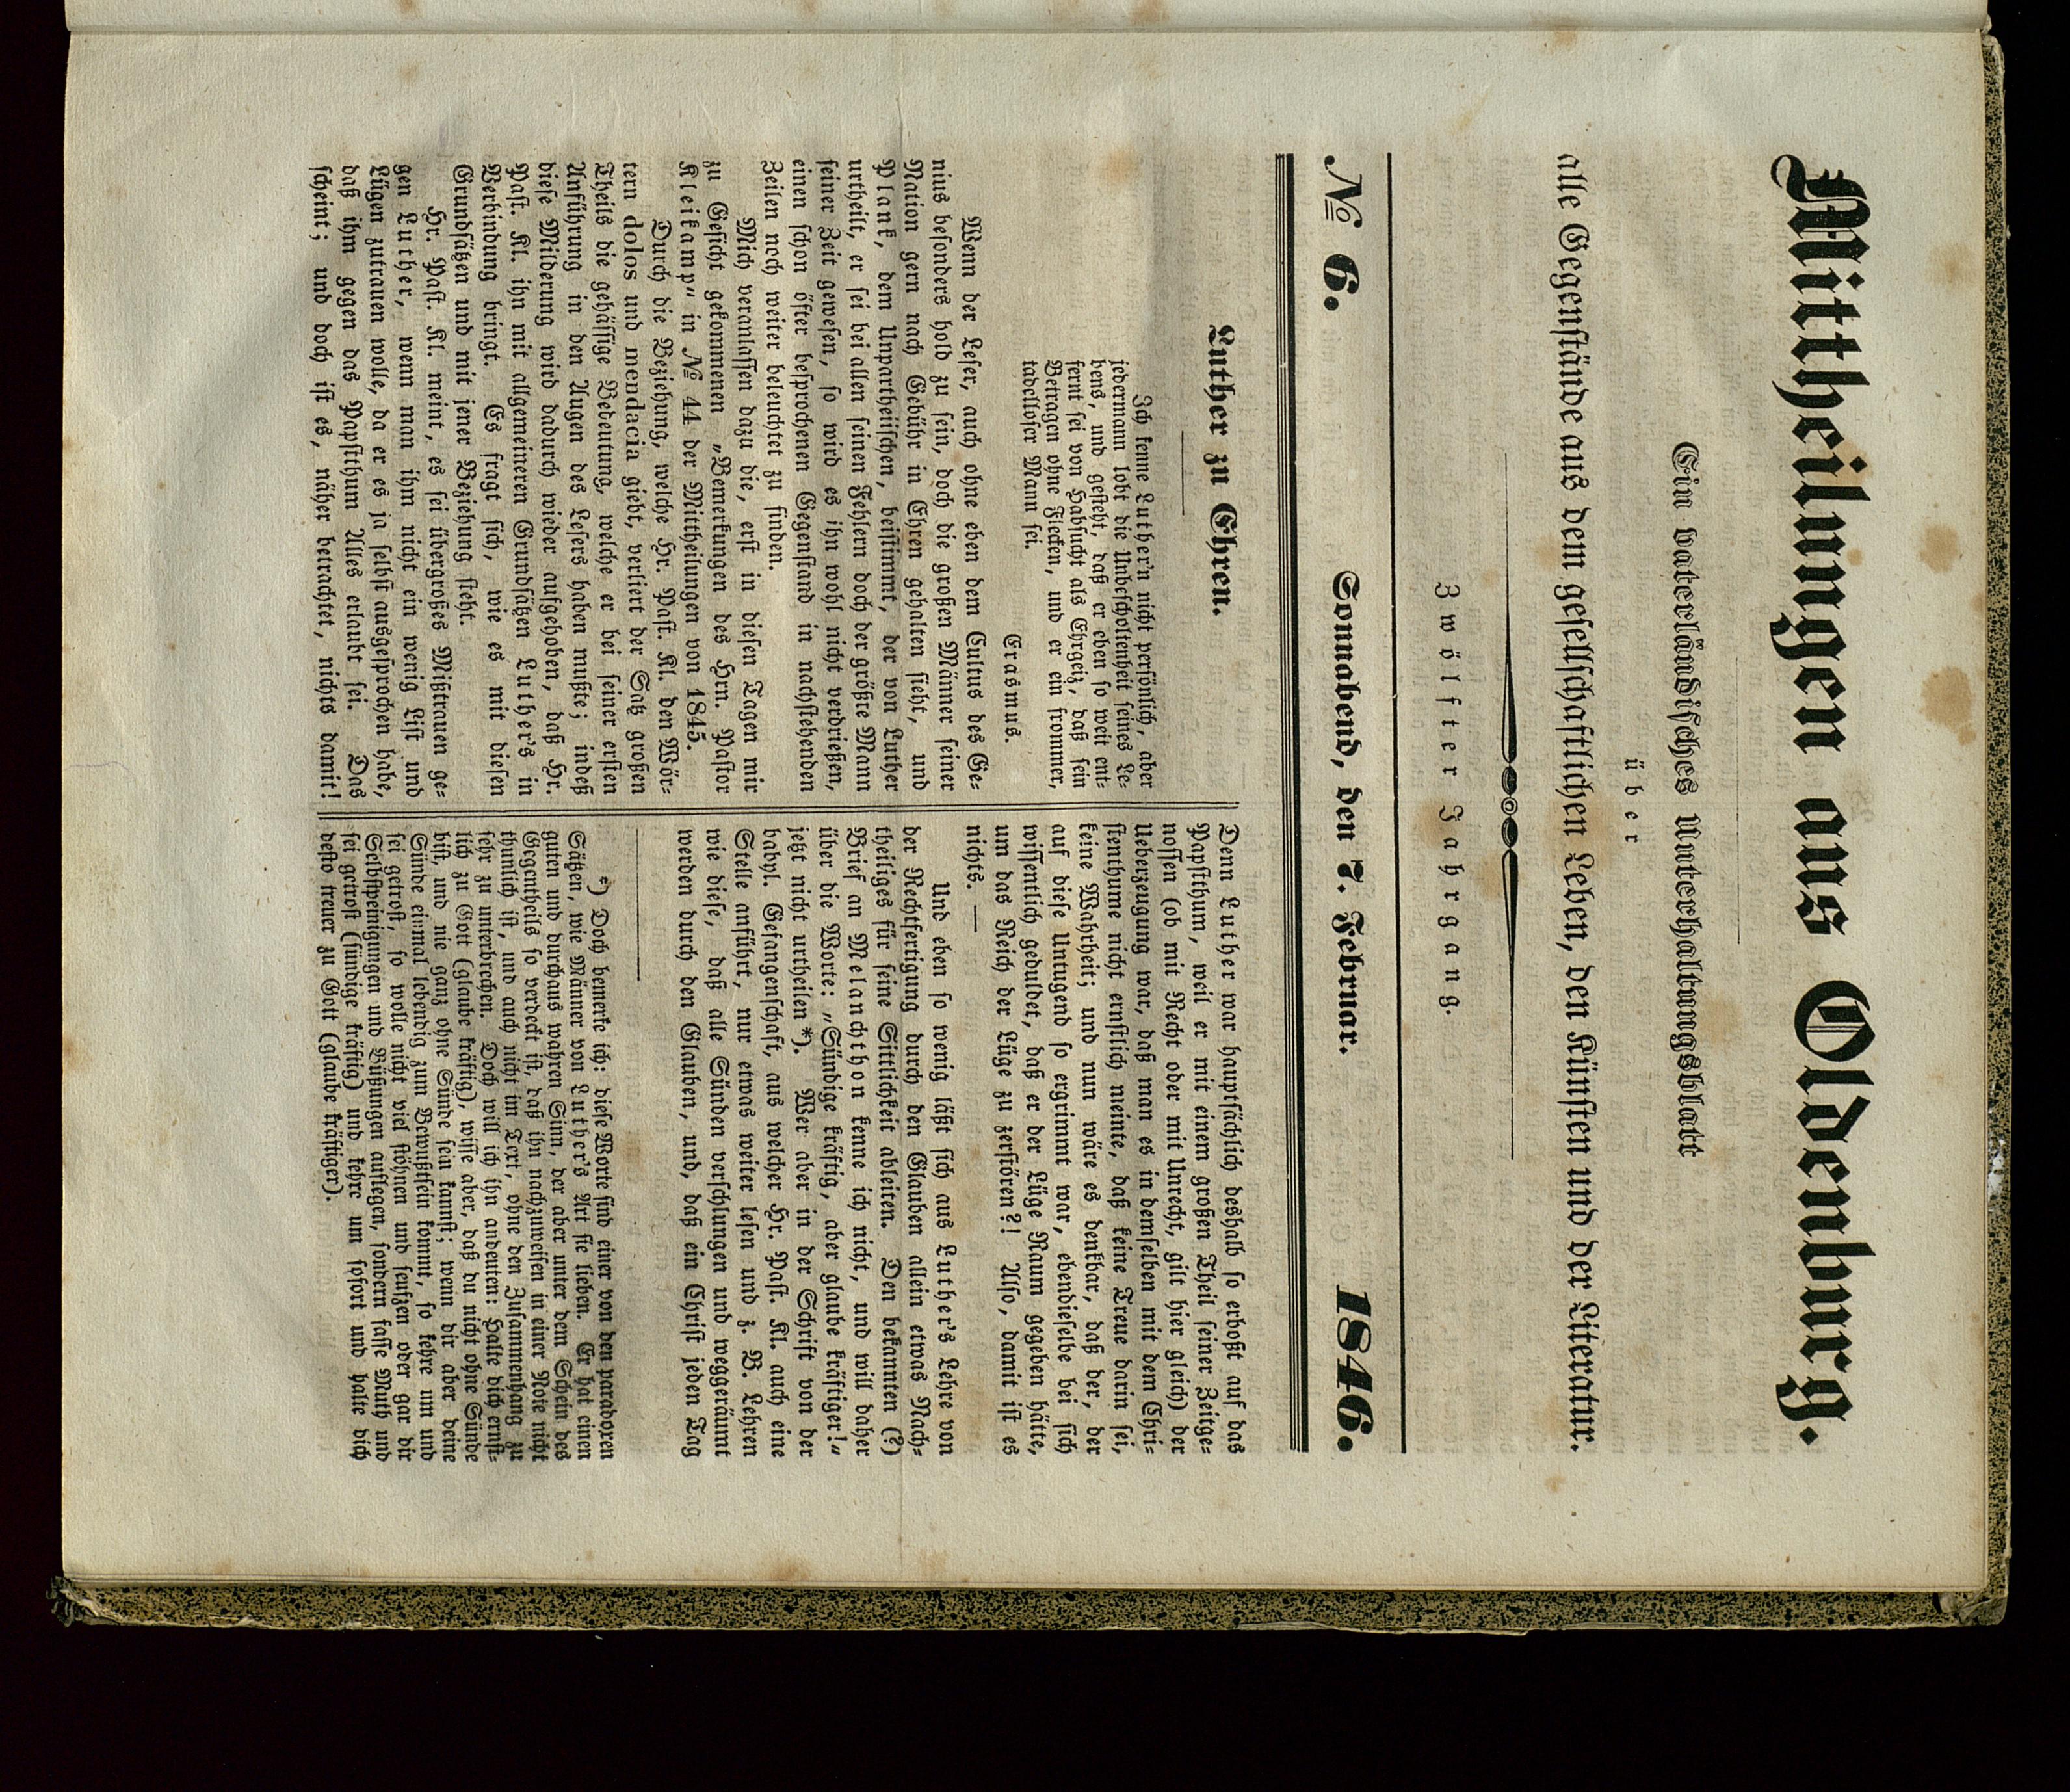 Mittheilungen aus Oldenburg.
Ein vaterländisches Unterhaltungsblatt
über
alle Gegenstände aus dem gesellschaftlichen Leben, den Künsten und der Litteratur.
Zwölfter Jahrgang.
№ 6. Sonnabend, den 7. Februar. 1846.
Luther zu Ehren.
Ich kenne Luther'n nicht persönlich, aber
jedermann lobt die Unbescholtenheit seines Le-
bens, und gesteht, daß er eben so weit ent-
fernt sei von Habsucht als Ehrgeiz, daß sein
Betragen ohne Flecken, und er ein frommer,
tadelloser Mann sei.
Erasmus.
Wenn der Leser, auch ohne eben dem Cultus des Ge-
nius besonders hold zu sein, doch die großen Männer seiner
Nation gern nach Gebühr in Ehren gehalten sieht, und
Plank, dem Unpartheiischen, beistimmt, der von Luther
urtheilt, er sei bei allen seinen Fehlern doch der größte Mann
seiner Zeit gewesen, so wird es ihn wohl nicht verdrießen,
einen schon öfter besprochenen Gegenstand in nachstehenden
Zeilen noch weiter beleuchtet zu finden.
Mich veranlassen dazu die, erst in diesen Tagen mir
zu Gesicht gekommenen „Bemerkungen des Hrn. Pastor
Kleikamp" in № 44 der Mittheilungen von 1845.
Durch die Beziehung, welche Hr. Past. Kl. den Wör-
tern dolos und mendacia giebt, verliert der Satz großen
Theils die gehässige Bedeutung, welche er bei seiner ersten
Anführung in den Augen des Lesers haben mußte; indeß
diese Milderung wird dadurch wieder aufgehoben, daß Hr.
Past. Kl. ihn mit allgemeineren Grundsätzen Luther's in
Verbindung bringt. Es fragt sich, wie es mit diesen
Grundsätzen und mit jener Beziehung steht.
Hr. Past. Kl. meint, es sei übergroßes Mißtrauen ge-
gen Luther, wenn man ihm nicht ein wenig List und
Lügen zutrauen wolle, da er es ja selbst ausgesprochen habe,
daß ihm gegen das Papstthum Alles erlaubt sei. Das
scheint; und doch ist es, näher betrachtet, nichts damit!
Denn Luther war hauptsächlich deshalb so erboßt auf das
Papstthum, weil er mit einem großen Theil seiner Zeitge-
nossen (ob mit Recht oder mit Unrecht, gilt hier gleich) der
Ueberzeugung war, daß man es in demselben mit dem Chri-
stenthume nicht ernstlich meinte, daß keine Treue darin sei,
keine Wahrheit; und nun wäre es denkbar, daß der, der
auf diese Untugend so ergrimmt war, ebendieselbe bei sich
wissentlich geduldet, daß er der Lüge Raum gegeben hätte,
um das Reich der Lüge zu zerstören?! Also, damit ist es
nichts. —
Und eben so wenig läßt sich aus Luther's Lehre von
der Rechtfertigung durch den Glauben allein etwas Nach-
theiliges für seine Sittlichkeit ableiten. Den bekannten (?)
Brief an Melanchthon kenne ich nicht, und will daher
über die Worte: „Sündige kräftig, aber glaube kräftiger!"
jetzt nicht urtheilen *). Wer aber in der Schrift von der
babyl. Gefangenschaft, aus welcher Hr. Past. Kl. auch eine
Stelle anführt, nur etwas weiter lesen und z. B. Lehren
wie diese, daß alle Sünden verschlungen und weggeräumt
werden durch den Glauben, und, daß ein Christ jeden Tag
*) Doch bemerke ich: diese Worte sind einer von den paradoxen
Sätzen, wie Männer von Luther's Art sie lieben. Er hat einen
guten und durchaus wahren Sinn, der aber unter dem Schein des
Gegentheils so verdeckt ist, daß ihn nachzuweisen in einer Note nicht
thunlich ist, und auch nicht im Text, ohne den Zusammenhang zu
sehr zu unterbrechen. Doch will ich ihn andeuten: Halte dich ernst-
lich zu Gott (glaube kräftig), wisse aber, daß du nicht ohne Sünde
bist, und nie ganz ohne Sünde sein kannst; wenn dir aber deine
Sünde einmal lebendig zum Bewußtsein kommt, so kehre um und
sei getrost, so wolle nicht viel stöhnen und seufzen oder gar dir
Selbstpeinigungen und Büßungen auflegen, sondern fasse Muth und
sei getrost (sündige kräftig) und kehre um sofort und halte dich
desto treuer zu Gott (glaube kräftiger).